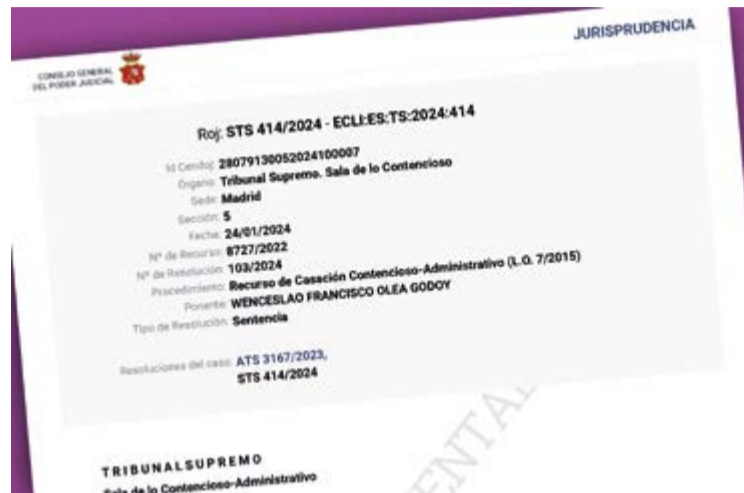 JURISPRUDENCIA
CONSEJO GENERAL
DEL PODER JUDICIAL
Roj: STS 414/2024 - ECLI:ES:TS:2024:414
Id Cendoj: 28079130052024100007
Órgano: Tribunal Supremo. Sala de lo Contencioso
Sede: Madrid
Sección: 5
Fecha: 24/01/2024
Nº de Recurso: 8727/2022
Nº de Resolución: 103/2024
Procedimiento: Recurso de Casación Contencioso-Administrativo (L.O. 7/2015)
Ponente: WENCESLAO FRANCISCO OLEA GODOY
Tipo de Resolución: Sentencia
Resoluciones del caso: ATS 3167/2023,
STS 414/2024
ENTAL
TRIBUNALSUPREMO
Sala de lo Contencioso-Administrativo